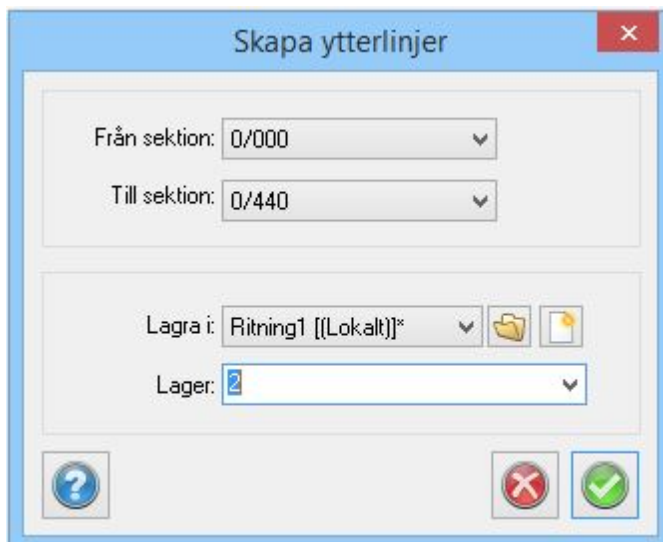 Skapa ytterlinjer
Från sektion: 0/000
Till sektion: 0/440
Lagra i: Ritning1 [(Lokalt)]*
Lager: 2